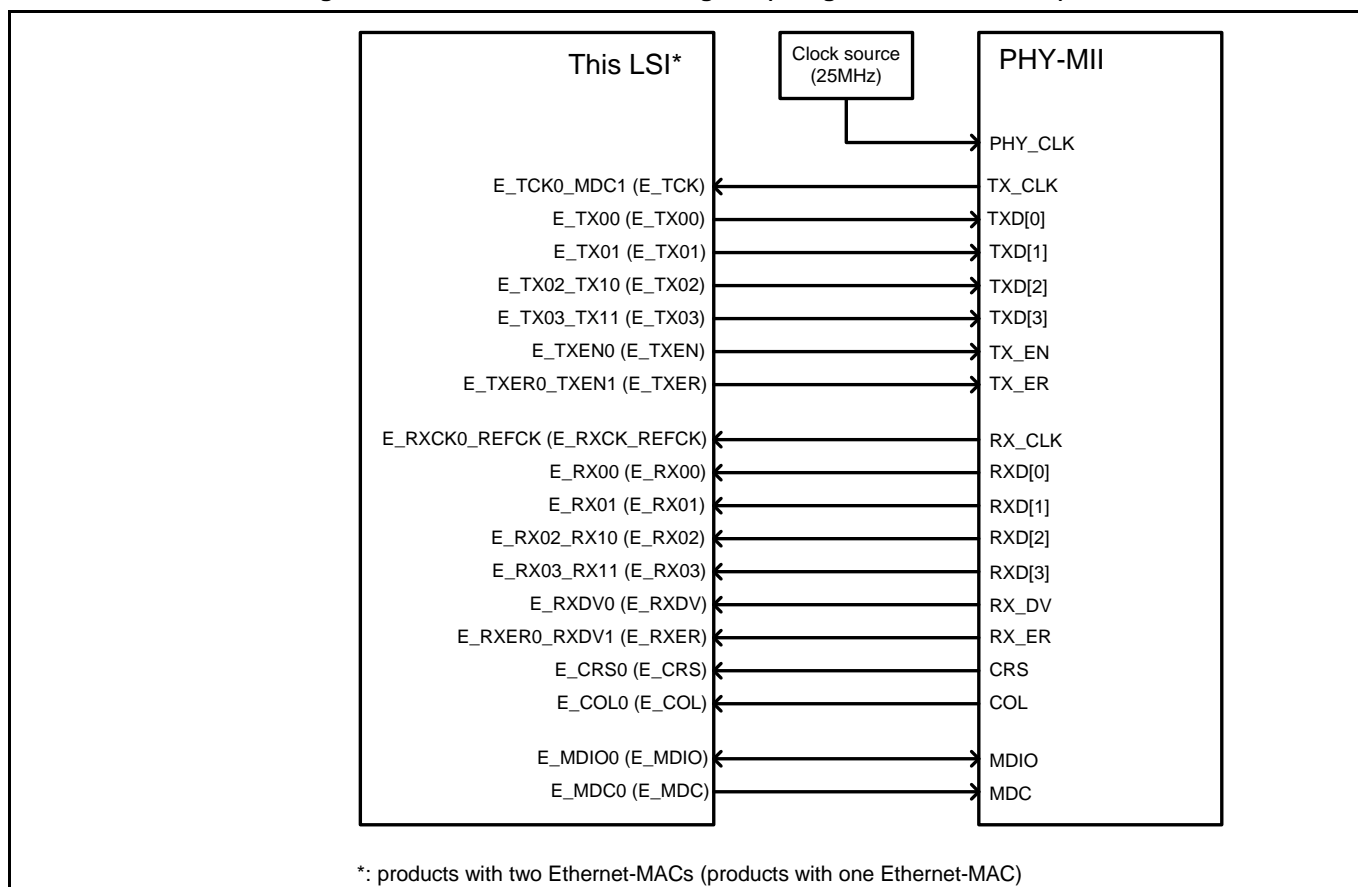 This LSI*
Clock source
(25MHz)
PHY-MII
PHY_CLK
E_TCK0_MDC1 (E_TCK) TX_CLK
E_TX00 (E_TX00) TXD[0]
E_TX01 (E_TX01) TXD[1]
E_TX02_TX10 (E_TX02) TXD[2]
E_TX03_TX11 (E_TX03) TXD[3]
E_TXEN0 (E_TXEN) TX_EN
E_TXER0_TXEN1 (E_TXER) TX_ER
E_RXCK0_REFCK (E_RXCK_REFCK) RX_CLK
E_RX00 (E_RX00) RXD[0]
E_RX01 (E_RX01) RXD[1]
E_RX02_RX10 (E_RX02) RXD[2]
E_RX03_RX11 (E_RX03) RXD[3]
E_RXDV0 (E_RXDV) RX_DV
E_RXER0_RXDV1 (E_RXER) RX_ER
E_CRS0 (E_CRS) CRS
E_COL0 (E_COL) COL
E_MDIO0 (E_MDIO) MDIO
E_MDC0 (E_MDC) MDC
*: products with two Ethernet-MACs (products with one Ethernet-MAC)